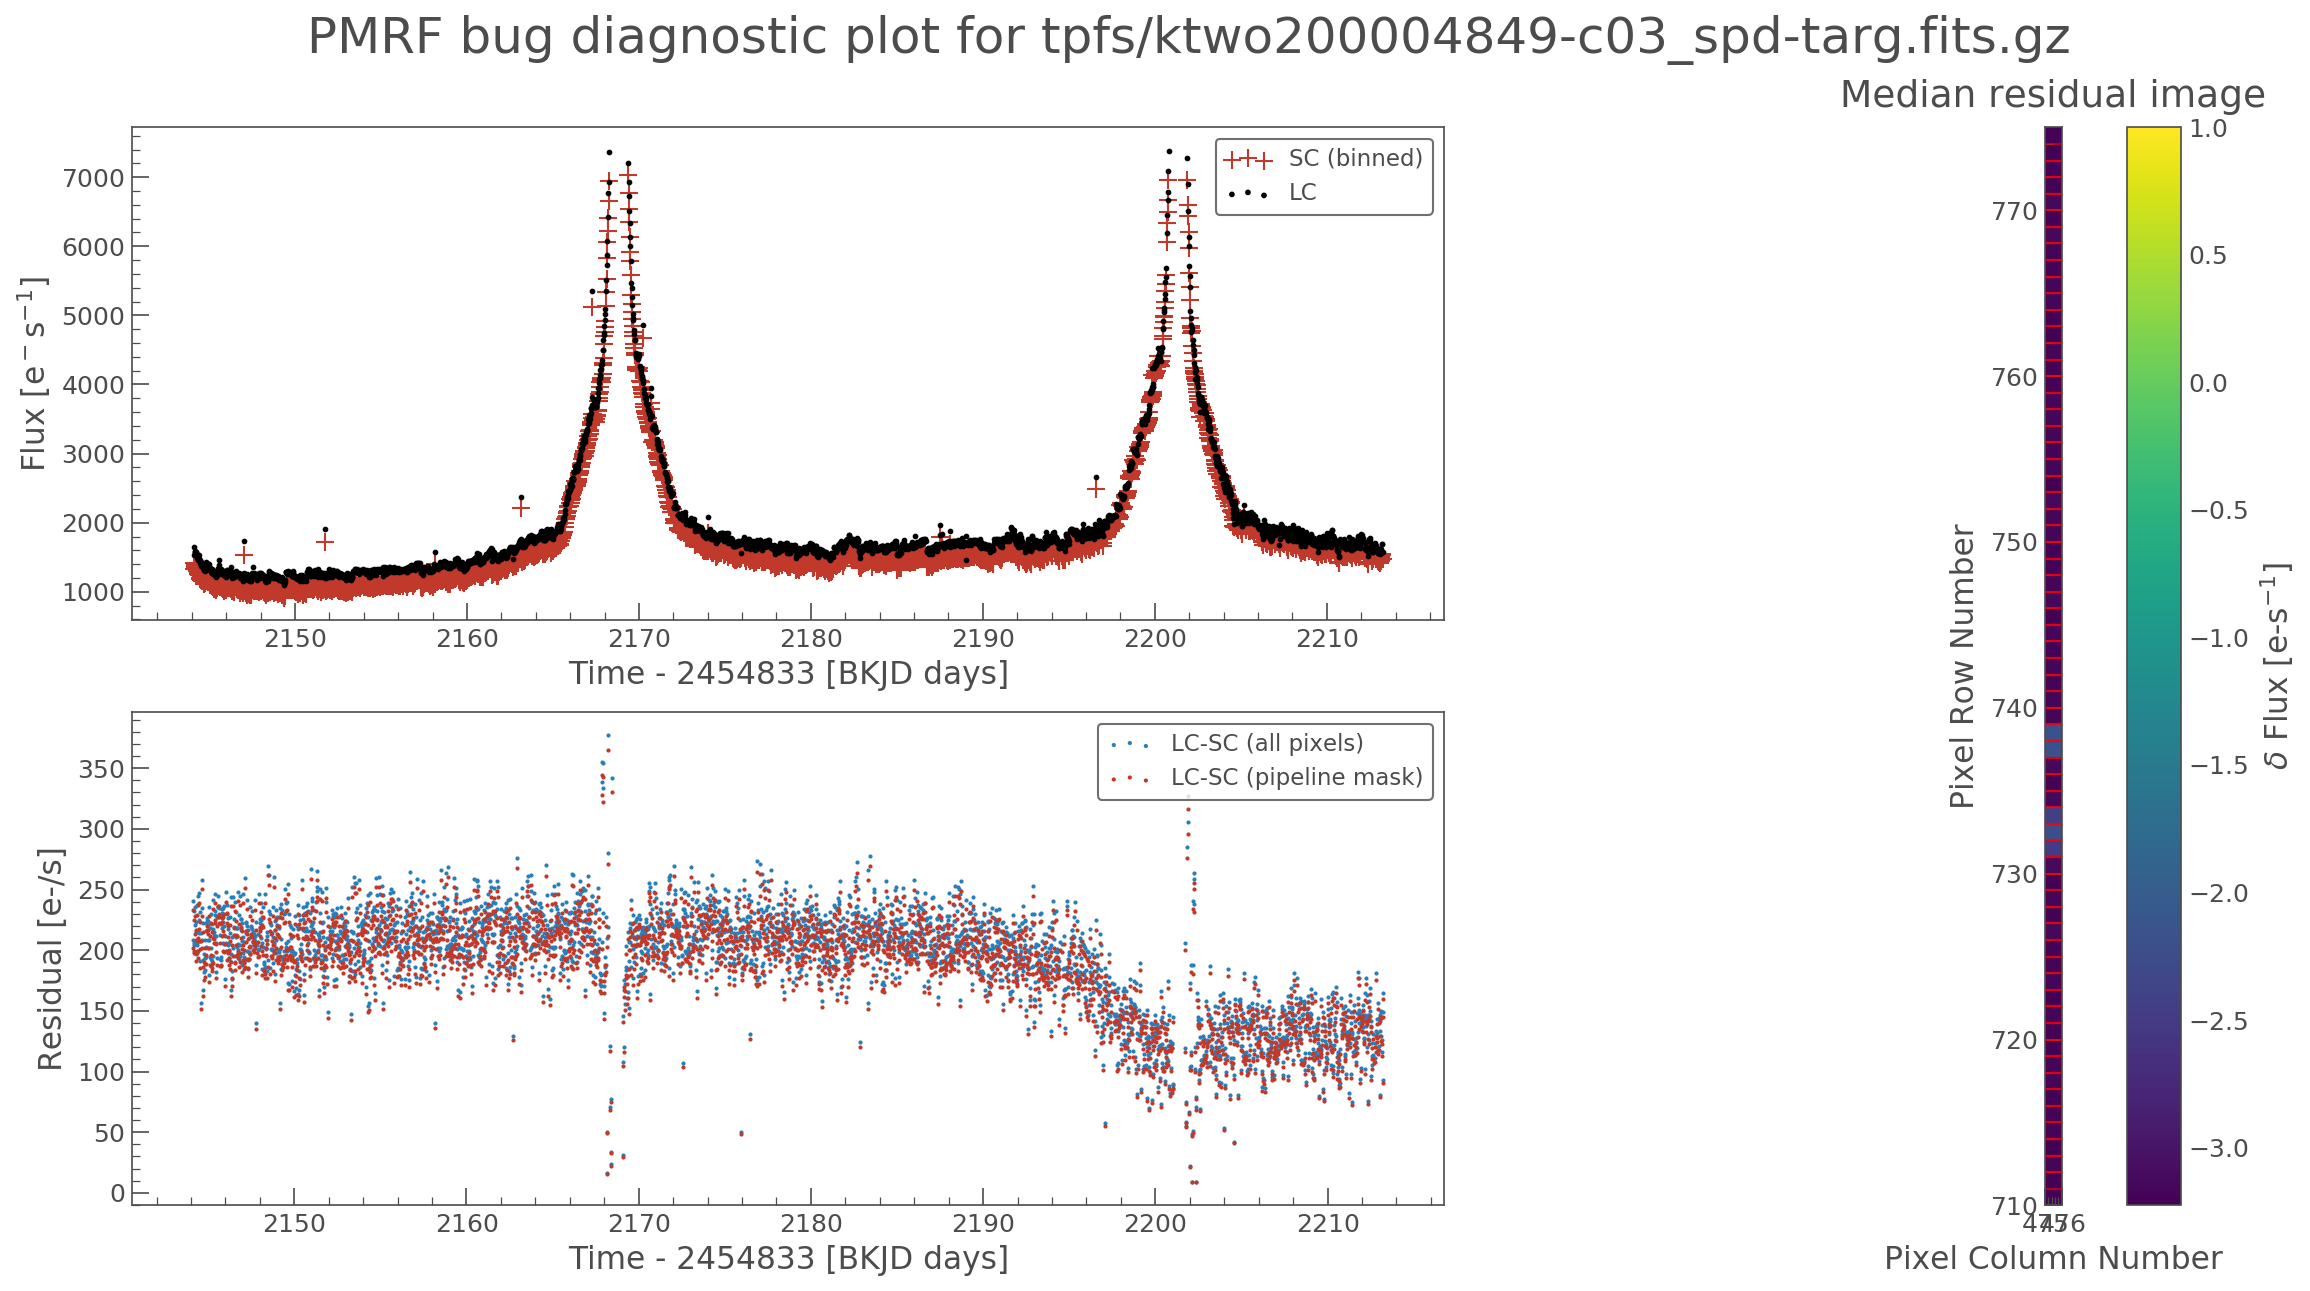 PMRF bug diagnostic plot for tpfs/ktwo200004849-c03_spd-targ.fits.gz
Flux [e⁻ s⁻¹]
7000
6000
5000
4000
3000
2000
1000
SC (binned)
LC
2150 2160 2170 2180 2190 2200 2210
Time - 2454833 [BKJD days]
Residual [e-/s]
350
300
250
200
150
100
50
0
LC-SC (all pixels)
LC-SC (pipeline mask)
2150 2160 2170 2180 2190 2200 2210
Time - 2454833 [BKJD days]
Median residual image
Pixel Row Number
770
760
750
740
730
720
710
Pixel Column Number
1.0
0.5
0.0
−0.5
−1.0
−1.5
−2.0
−2.5
−3.0
δ Flux [e-s⁻¹]